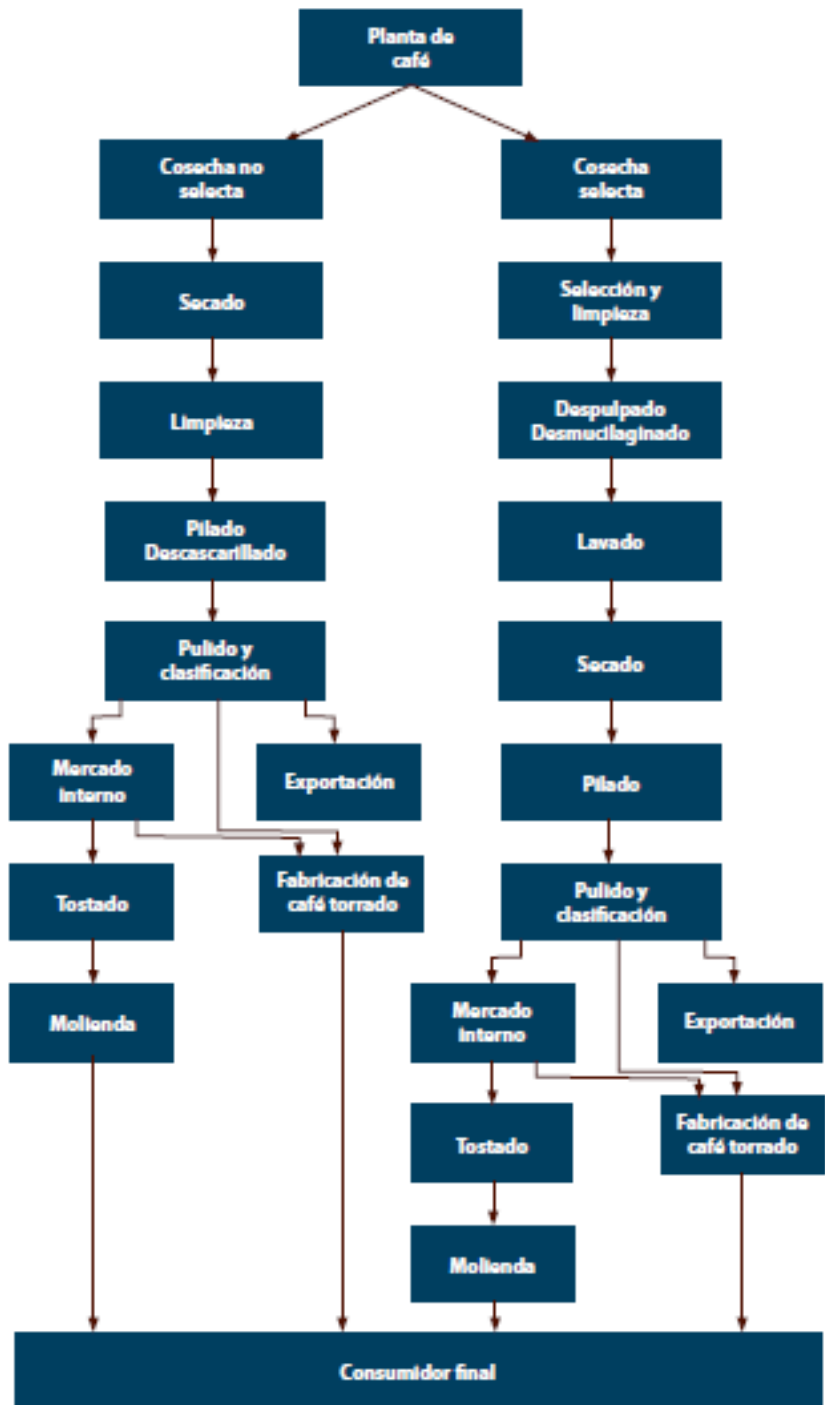 Planta de
café
Cosecha no
selecta
Cosecha
selecta
Secado
Selección y
limpieza
Limpieza
Despulpado
Desmucilaginado
Pilado
Descascarillado
Lavado
Pulido y
clasificación
Secado
Mercado
interno
Exportación
Pilado
Tostado
Fabricación de
café torrado
Pulido y
clasificación
Molienda
Mercado
interno
Exportación
Tostado
Fabricación de
café torrado
Molienda
Consumidor final